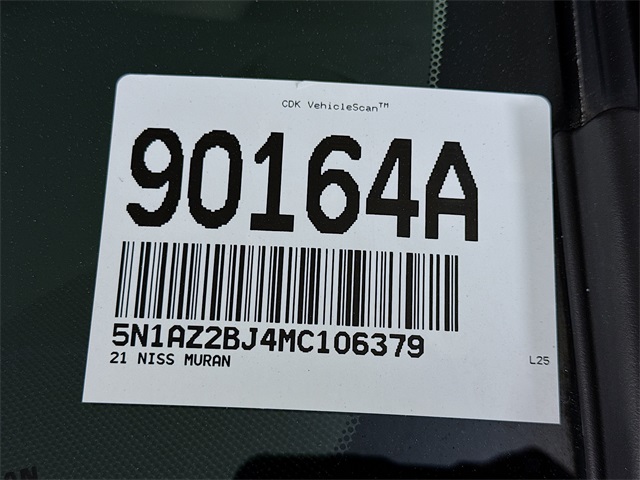 CDK VehicleScan™
90164A
5N1AZ2BJ4MC106379
21 NISS MURAN
L25